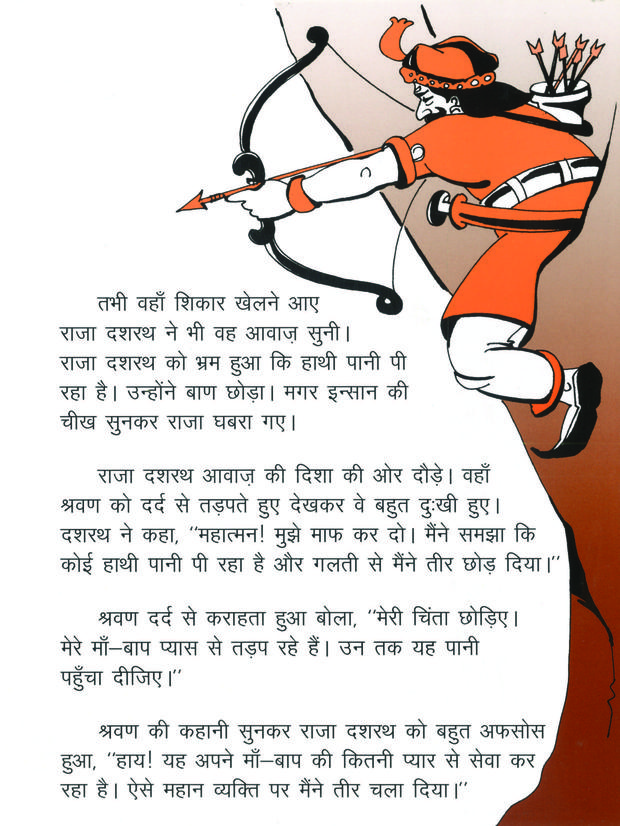 तभी वहाँ शिकार खेलने आए
राजा दशरथ ने भी वह आवाज़ सुनी।
राजा दशरथ को भ्रम हुआ कि हाथी पानी पी
रहा है। उन्होंने बाण छोड़ा। मगर इन्सान की
चीख सुनकर राजा घबरा गए।
राजा दशरथ आवाज़ की दिशा की ओर दौड़े। वहाँ
श्रवण को दर्द से तड़पते हुए देखकर वे बहुत दुःखी हुए।
दशरथ ने कहा, ‘‘महात्मन! मुझे माफ कर दो। मैंने समझा कि
कोई हाथी पानी पी रहा है और गलती से मैंने तीर छोड़ दिया।’’
श्रवण दर्द से कराहता हुआ बोला, ‘‘मेरी चिंता छोड़िए।
मेरे माँ–बाप प्यास से तड़प रहे हैं। उन तक यह पानी
पहुँचा दीजिए।’’
श्रवण की कहानी सुनकर राजा दशरथ को बहुत अफसोस
हुआ, ‘‘हाय! यह अपने माँ–बाप की कितनी प्यार से सेवा कर
रहा है। ऐसे महान व्यक्ति पर मैंने तीर चला दिया।’’